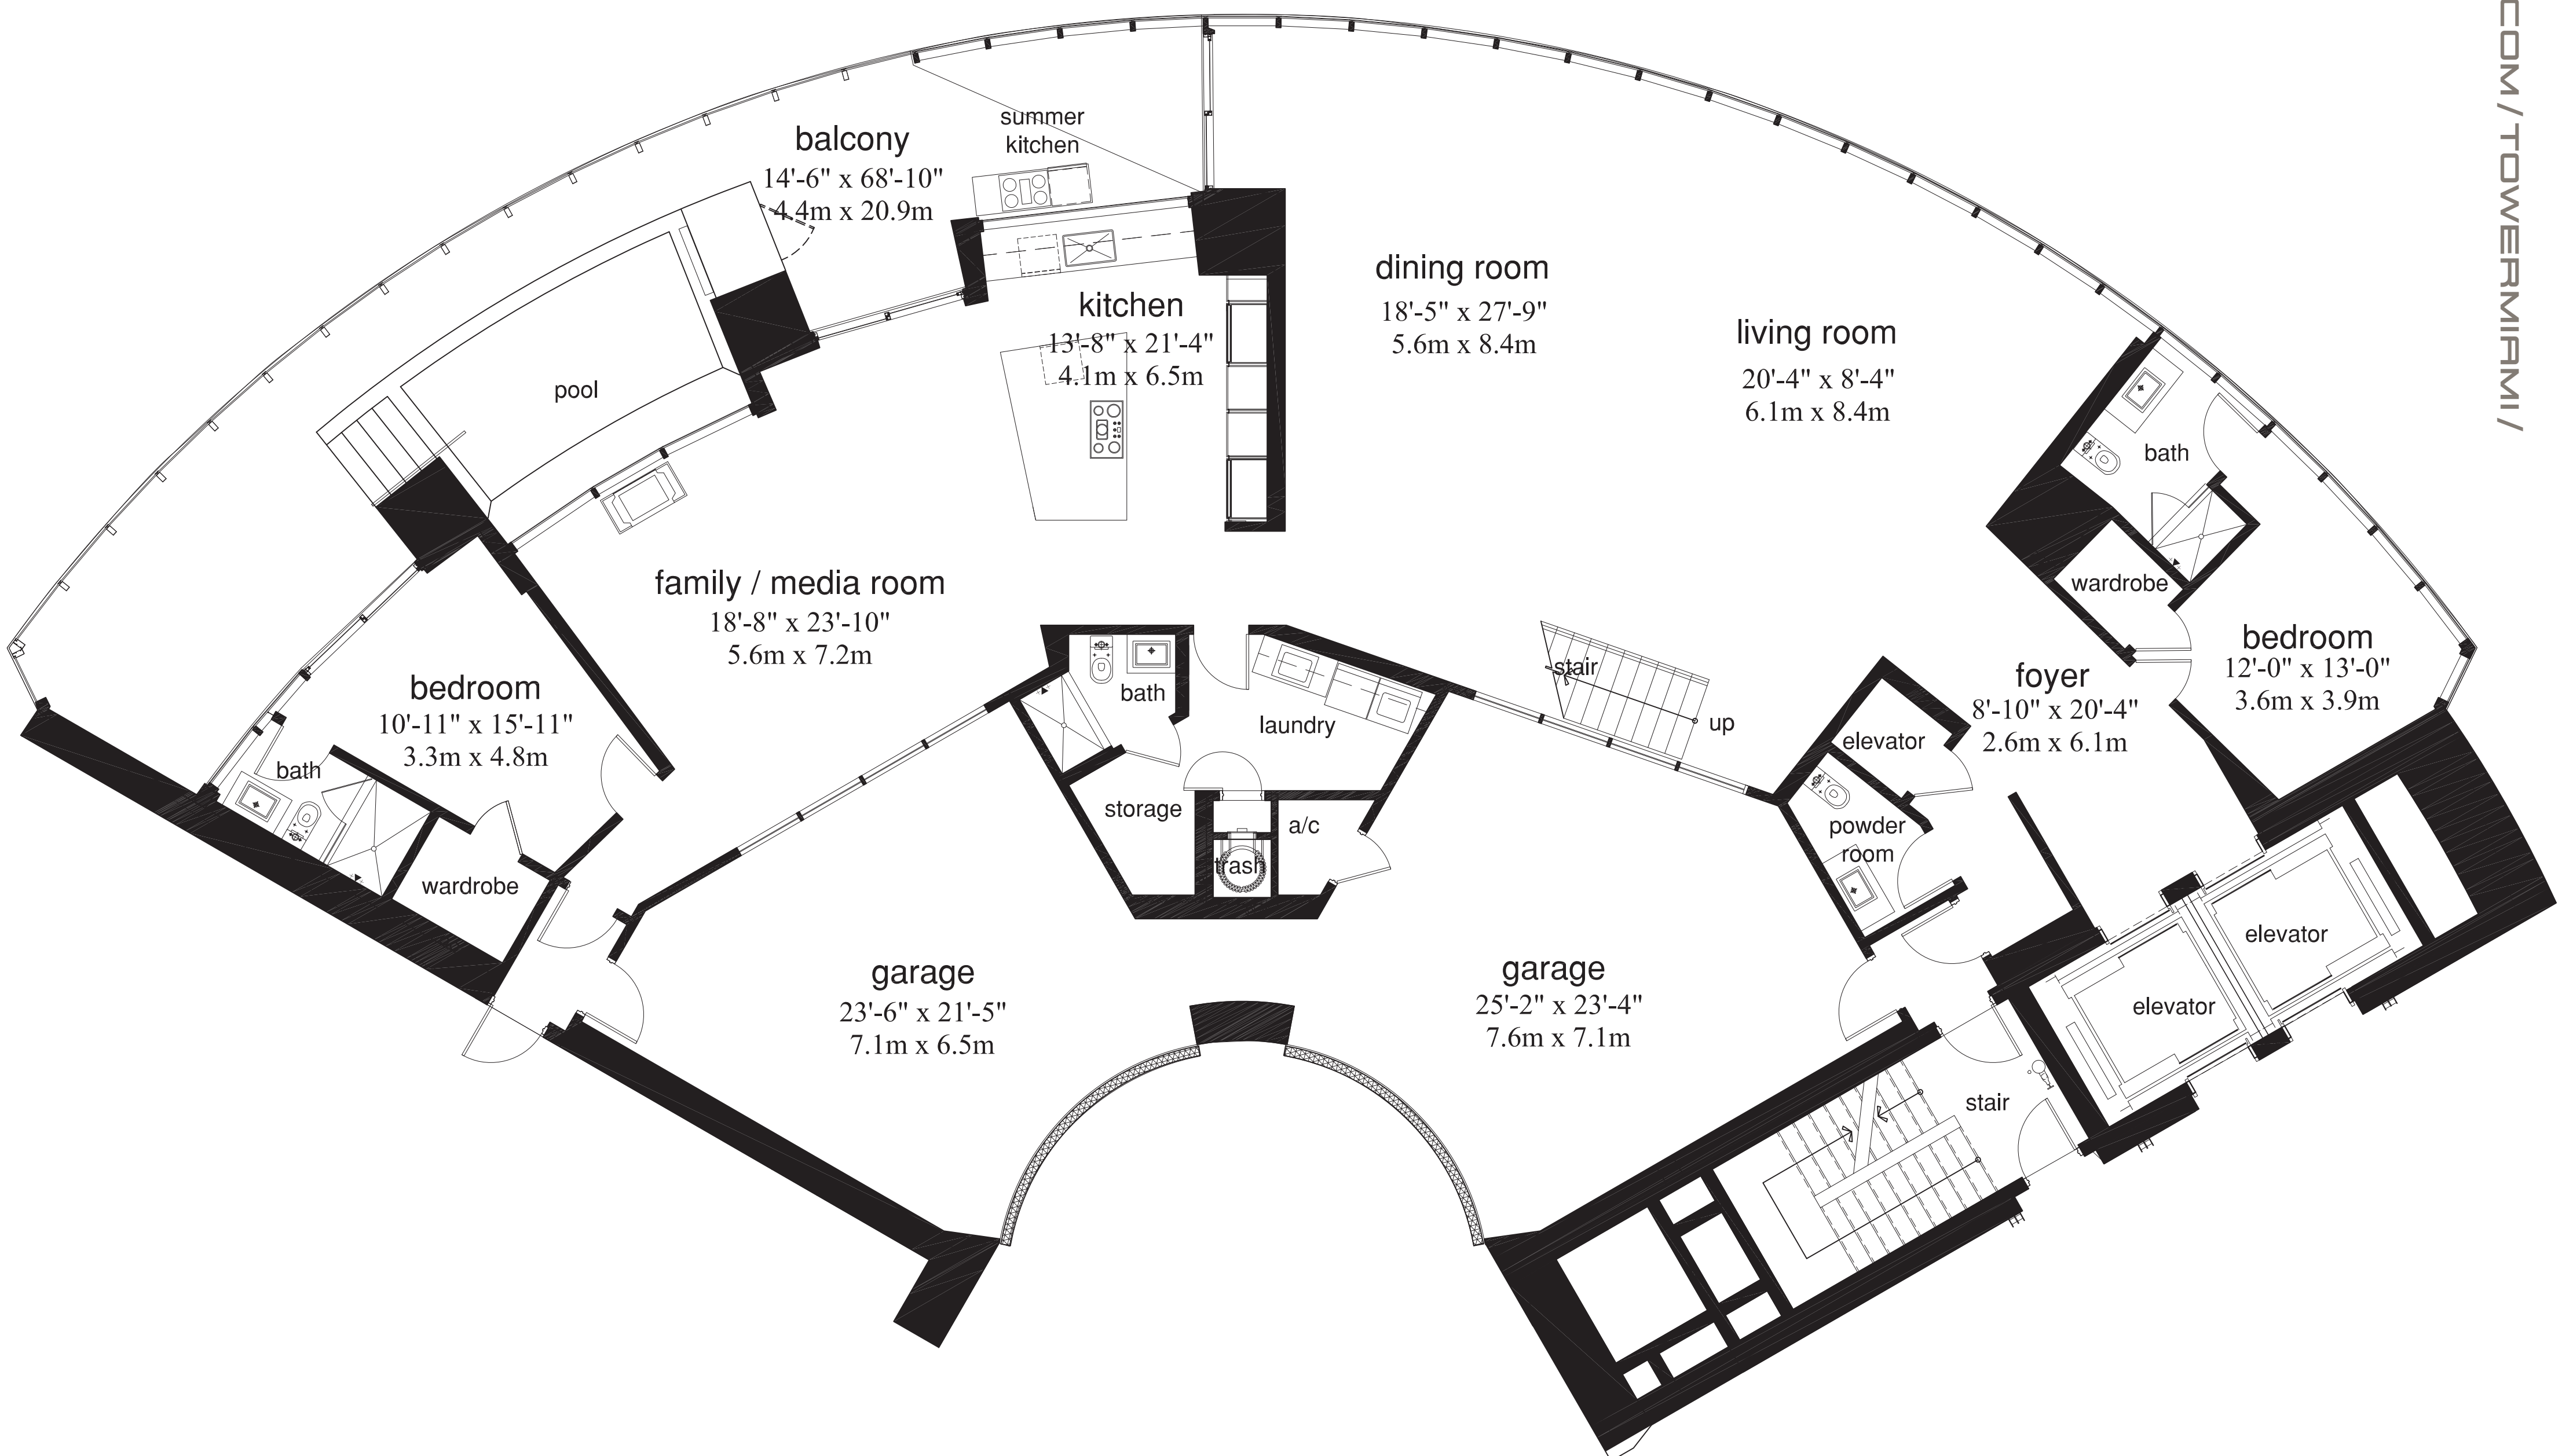 COM / TOWERMIAMI /
summer
kitchen
balcony
14'-6" x 68'-10"
4.4m x 20.9m
dining room
18'-5" x 27'-9"
5.6m x 8.4m
kitchen
13'-8" x 21'-4"
4.1m x 6.5m
living room
20'-4" x 8'-4"
6.1m x 8.4m
pool
bath
family / media room
18'-8" x 23'-10"
5.6m x 7.2m
wardrobe
bedroom
12'-0" x 13'-0"
3.6m x 3.9m
bedroom
10'-11" x 15'-11"
3.3m x 4.8m
bath
laundry
stair
up
foyer
8'-10" x 20'-4"
2.6m x 6.1m
elevator
bath
storage
a/c
trash
powder
room
wardrobe
elevator
garage
23'-6" x 21'-5"
7.1m x 6.5m
garage
25'-2" x 23'-4"
7.6m x 7.1m
elevator
stair